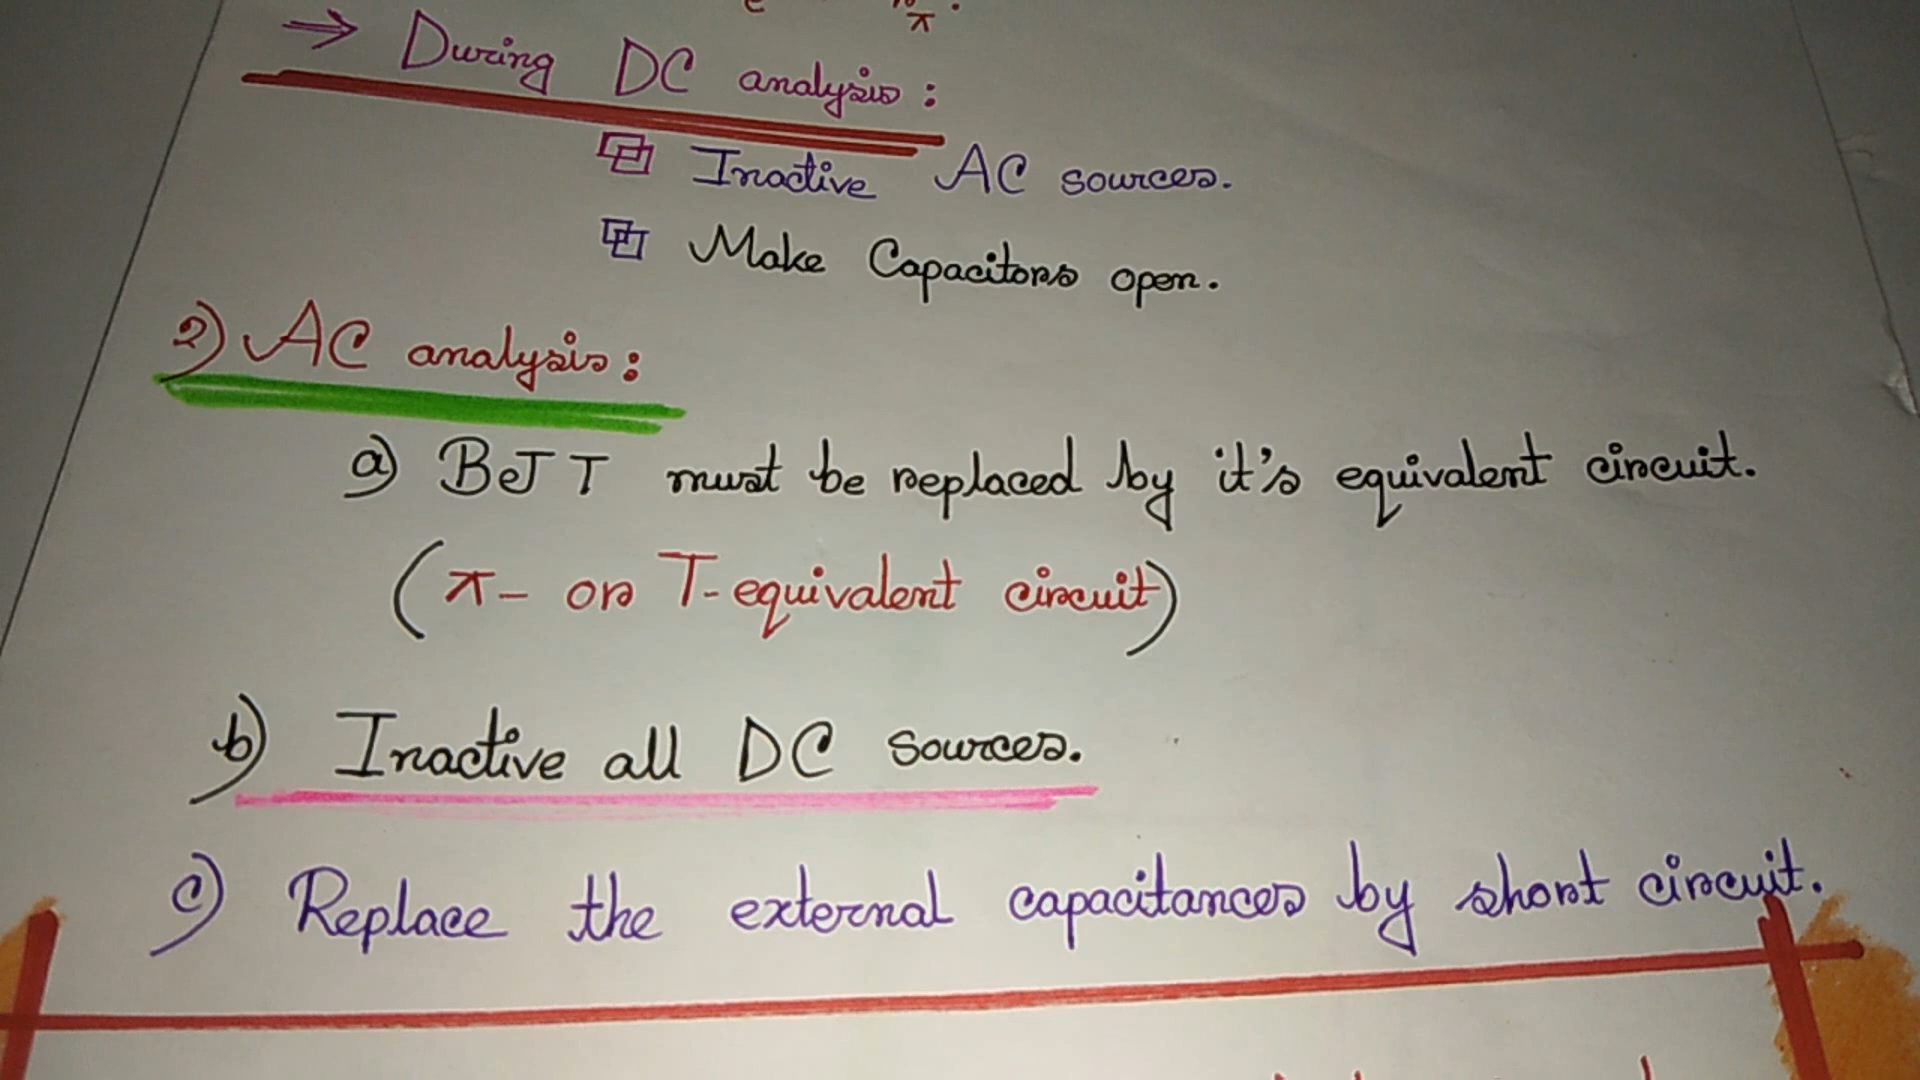 → During DC analysis:
Inactive AC sources.
Make Capacitors open.
2) AC analysis:
a) BJT must be replaced by it's equivalent circuit.
(π- or T-equivalent circuit)
b) Inactive all DC sources.
c) Replace the external capacitances by short circuit.